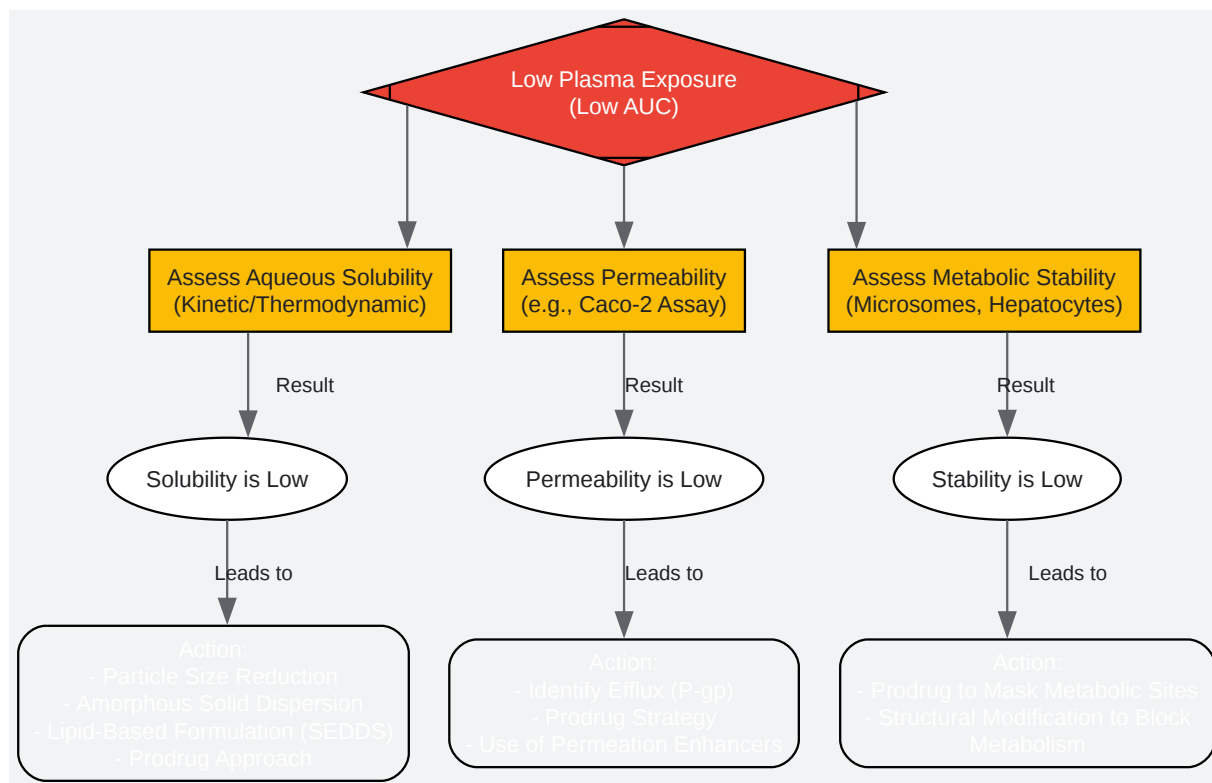 Low Plasma Exposure
(Low AUC)
Assess Aqueous Solubility
(Kinetic/Thermodynamic)
Assess Permeability
(e.g., Caco-2 Assay)
Assess Metabolic Stability
(Microsomes, Hepatocytes)
Result
Result
Result
Solubility is Low
Permeability is Low
Stability is Low
Leads to
Leads to
Leads to
Action:
- Particle Size Reduction
- Amorphous Solid Dispersion
- Lipid-Based Formulation (SEDDS)
- Prodrug Approach
Action:
- Identify Efflux (P-gp)
- Prodrug Strategy
- Use of Permeation Enhancers
Action:
- Prodrug to Mask Metabolic Sites
- Structural Modification to Block
Metabolism